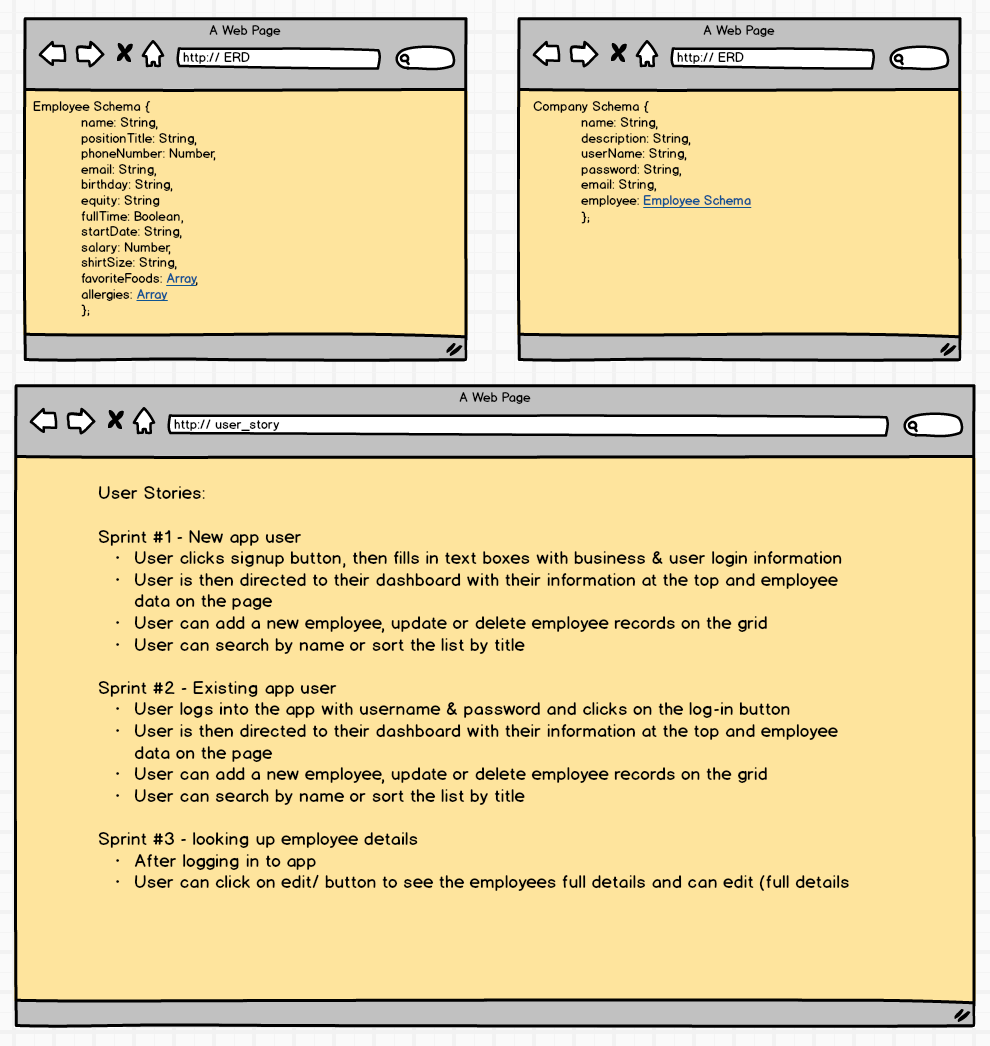 A Web Page
http:// ERD
Employee Schema {
name: String,
positionTitle: String,
phoneNumber: Number,
email: String,
birthday: String,
equity: String
fullTime: Boolean,
startDate: String,
salary: Number,
shirtSize: String,
favoriteFoods: Array,
allergies: Array
};
A Web Page
http:// ERD
Company Schema {
name: String,
description: String,
userName: String,
password: String,
email: String,
employee: Employee Schema
};
A Web Page
http:// user_story
User Stories:
Sprint #1 - New app user
· User clicks signup button, then fills in text boxes with business & user login information
· User is then directed to their dashboard with their information at the top and employee
data on the page
· User can add a new employee, update or delete employee records on the grid
· User can search by name or sort the list by title
Sprint #2 - Existing app user
· User logs into the app with username & password and clicks on the log-in button
· User is then directed to their dashboard with their information at the top and employee
data on the page
· User can add a new employee, update or delete employee records on the grid
· User can search by name or sort the list by title
Sprint #3 - looking up employee details
· After logging in to app
· User can click on edit/ button to see the employees full details and can edit (full details